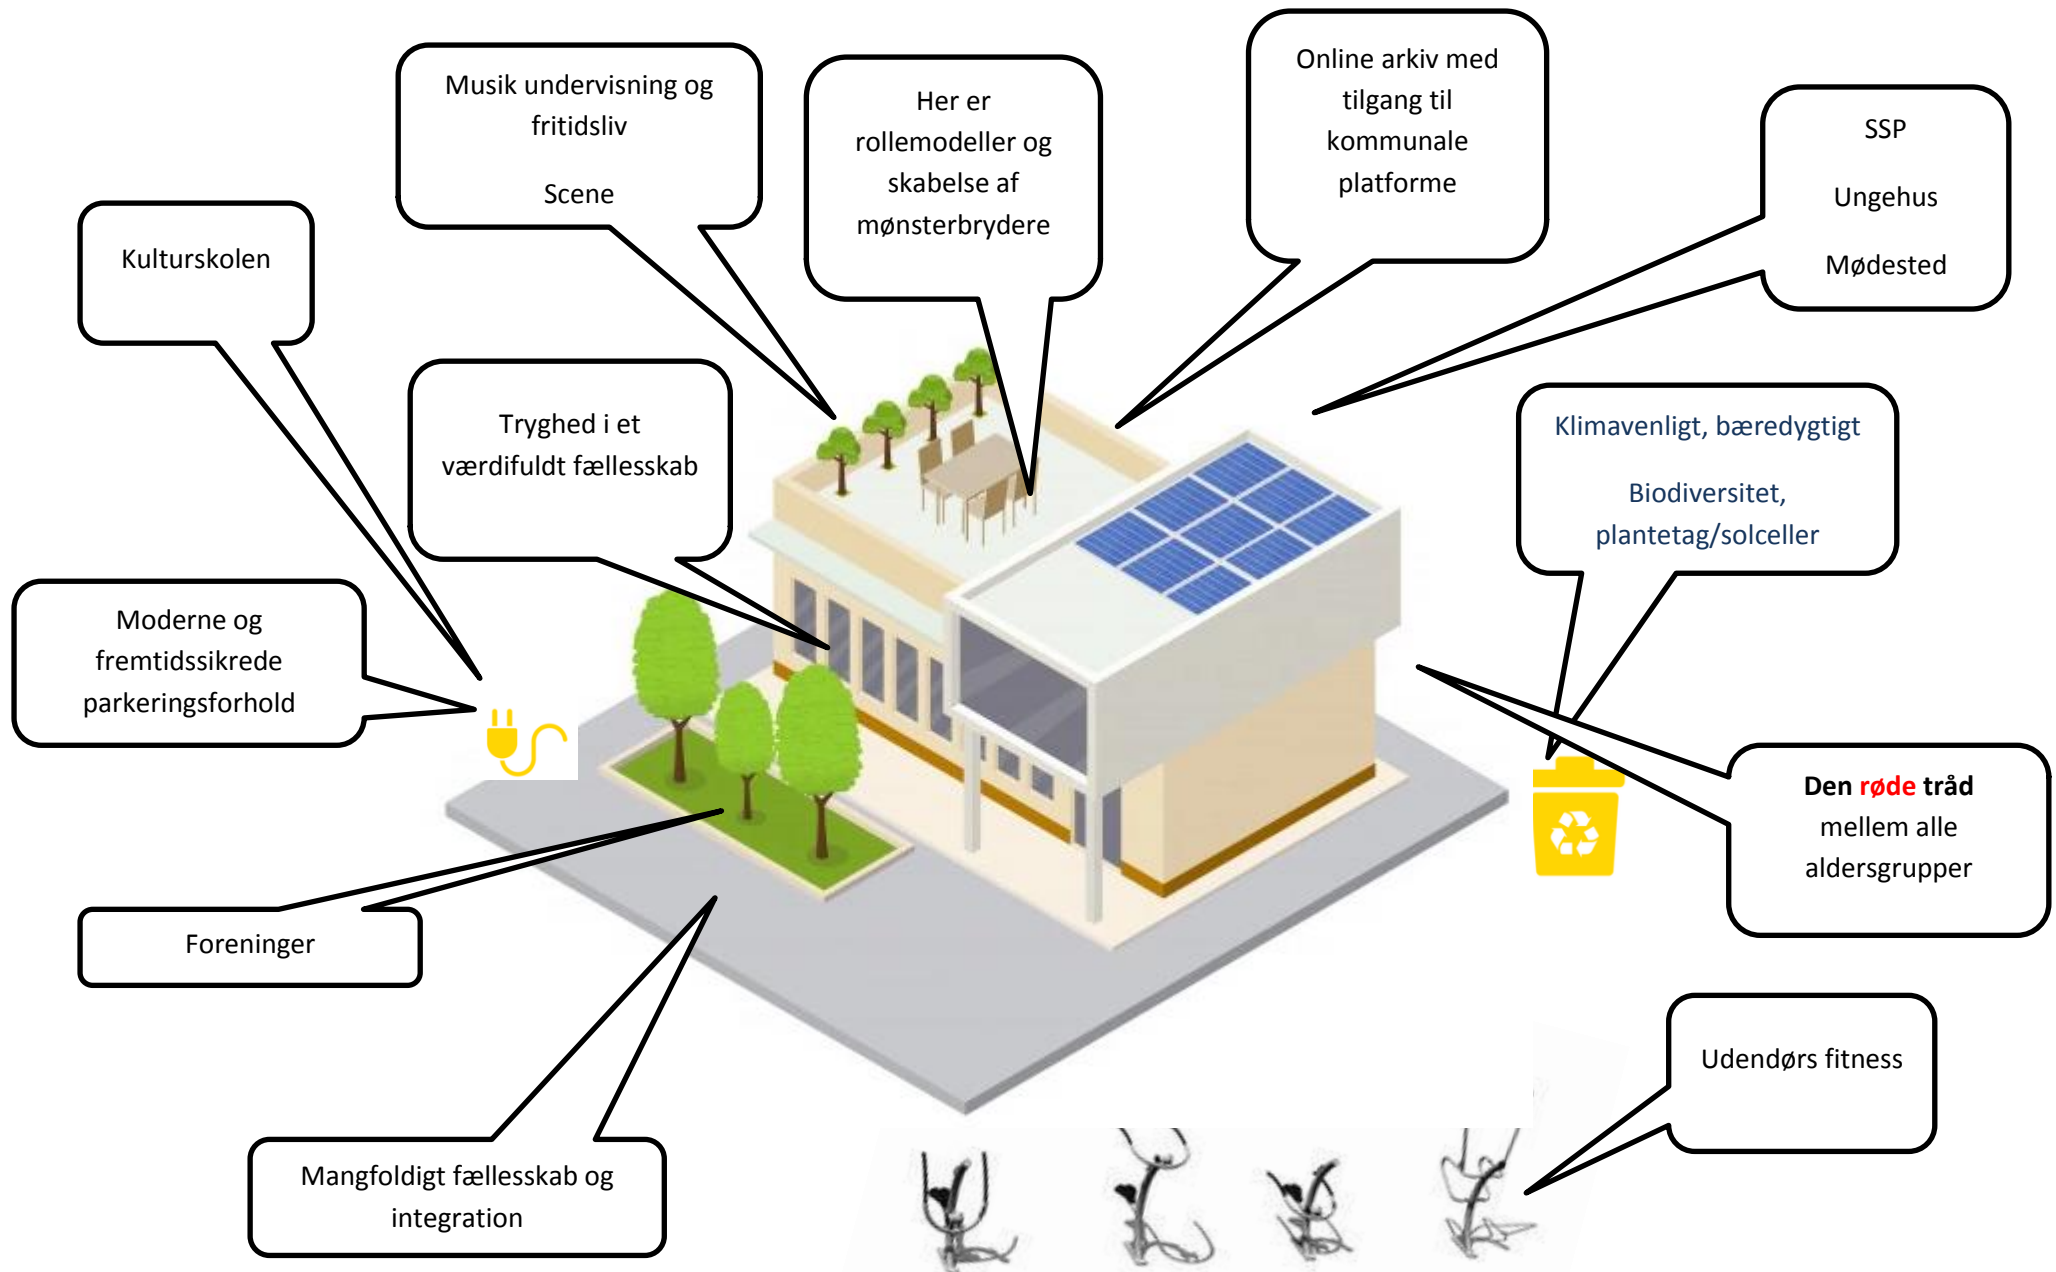 Musik undervisning og
fritidsliv
Scene
Her er
rollemodeller og
skabelse af
mønsterbrydere
Online arkiv med
tilgang til
kommunale
platforme
SSP
Ungehus
Mødested
Kulturskolen
Tryghed i et
værdifuldt fællesskab
Klimavenligt, bæredygtigt
Biodiversitet,
plantetag/solceller
Moderne og
fremtidssikrede
parkeringsforhold
Den røde tråd
mellem alle
aldersgrupper
Foreninger
Udendørs fitness
Mangfoldigt fællesskab og
integration